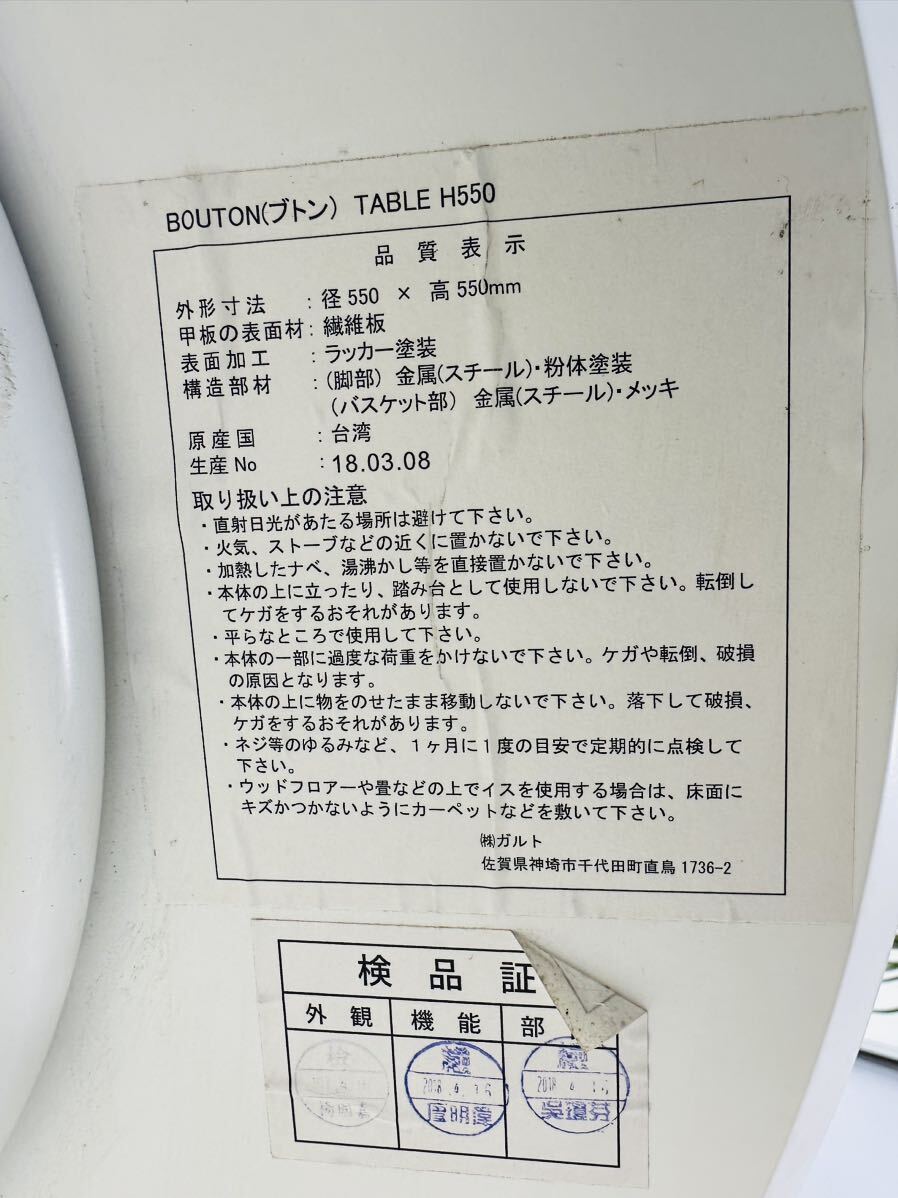 BOUTON(ブトン) TABLE H550
品 質 表 示
外形寸法 : 径 550 × 高 550mm
甲板の表面材 : 繊維板
表面加工 : ラッカー塗装
構造部材 : (脚部) 金属(スチール)・粉体塗装
(バスケット部) 金属(スチール)・メッキ
原産国 : 台湾
生産No : 18.03.08
取り扱い上の注意
・直射日光があたる場所は避けて下さい。
・火気、ストーブなどの近くに置かないで下さい。
・加熱したナベ、湯沸かし等を直接置かないで下さい。
・本体の上に立ったり、踏み台として使用しないで下さい。転倒し
てケガをするおそれがあります。
・平らなところで使用して下さい。
・本体の一部に過度な荷重をかけないで下さい。ケガや転倒、破損
の原因となります。
・本体の上に物をのせたまま移動しないで下さい。落下して破損、
ケガをするおそれがあります。
・ネジ等のゆるみなど、1ヶ月に1度の目安で定期的に点検して
下さい。
・ウッドフロアーや畳などの上でイスを使用する場合は、床面に
キズがつかないようにカーペットなどを敷いて下さい。
㈱ガルト
佐賀県神埼市千代田町直鳥 1736-2
検 品 証
外 観 機 能 部
2018 2018